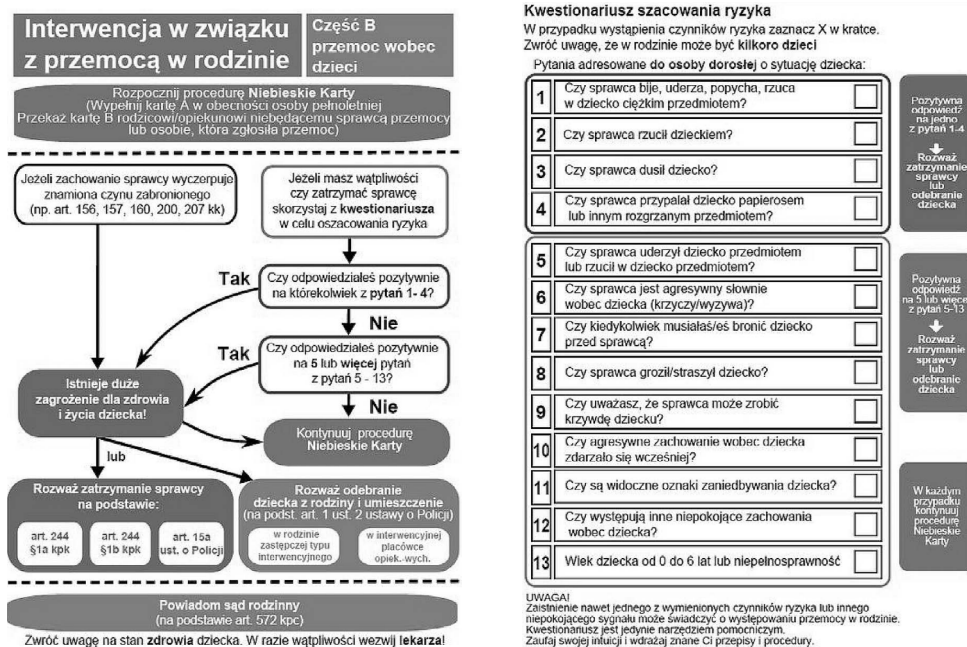 Interwencja w związku
z przemocą w rodzinie
Część B
przemoc wobec
dzieci
Rozpocznij procedurę Niebieskie Karty
(Wypełnij kartę A w obecności osoby pełnoletniej
Przekaż kartę B rodzicowi/opiekunowi niebędącemu sprawcą przemocy
lub osobie, która zgłosiła przemoc)
Jeżeli zachowanie sprawcy wyczerpuje
znamiona czynu zabronionego
(np. art. 156, 157, 160, 200, 207 kk)
Jeżeli masz wątpliwości
czy zatrzymać sprawcę
skorzystaj z kwestionariusza
w celu oszacowania ryzyka
Tak
Czy odpowiedziałeś pozytywnie
na którekolwiek z pytań 1- 4?
Nie
Tak
Czy odpowiedziałeś pozytywnie
na 5 lub więcej pytań
z pytań 5 - 13?
Nie
Istnieje duże
zagrożenie dla zdrowia
i życia dziecka!
Kontynuuj procedurę
Niebieskie Karty
lub
Rozważ zatrzymanie sprawcy
na podstawie:
art. 244
§1a kpk
art. 244
§1b kpk
art. 15a
ust. o Policji
Rozważ odebranie
dziecka z rodziny i umieszczenie
(na podst. art. 1 ust. 2 ustawy o Policji)
w rodzinie
zastępczej typu
interwencyjnego
w interwencyjnej
placówce
opiek.-wych.
Powiadom sąd rodzinny
(na podstawie art. 572 kpc)
Zwróć uwagę na stan zdrowia dziecka. W razie wątpliwości wezwij lekarza!
Kwestionariusz szacowania ryzyka
W przypadku wystąpienia czynników ryzyka zaznacz X w kratce.
Zwróć uwagę, że w rodzinie może być kilkoro dzieci
Pytania adresowane do osoby dorosłej o sytuację dziecka:
1 Czy sprawca bije, uderza, popycha, rzuca
w dziecko ciężkim przedmiotem?
2 Czy sprawca rzucił dzieckiem?
3 Czy sprawca dusił dziecko?
4 Czy sprawca przypalał dziecko papierosem
lub innym rozgrzanym przedmiotem?
Pozytywna
odpowiedź
na jedno
z pytań 1-4
Rozważ
zatrzymanie
sprawcy
lub
odebranie
dziecka
5 Czy sprawca uderzył dziecko przedmiotem
lub rzucił w dziecko przedmiotem?
6 Czy sprawca jest agresywny słownie
wobec dziecka (krzyczy/wyzywa)?
7 Czy kiedykolwiek musiałaś/eś bronić dziecko
przed sprawcą?
8 Czy sprawca groził/straszył dziecko?
9 Czy uważasz, że sprawca może zrobić
krzywdę dziecku?
10 Czy agresywne zachowanie wobec dziecka
zdarzało się wcześniej?
11 Czy są widoczne oznaki zaniedbywania dziecka?
12 Czy występują inne niepokojące zachowania
wobec dziecka?
13 Wiek dziecka od 0 do 6 lat lub niepełnosprawność
Pozytywna
odpowiedź
na 5 lub więcej
z pytań 5-13
Rozważ
zatrzymanie
sprawcy
lub
odebranie
dziecka
W każdym
przypadku
kontynuuj
procedurę
Niebieskie
Karty
UWAGA!
Zaistnienie nawet jednego z wymienionych czynników ryzyka lub innego
niepokojącego sygnału może świadczyć o występowaniu przemocy w rodzinie.
Kwestionariusz jest jedynie narzędziem pomocniczym.
Zaufaj swojej intuicji i wdrażaj znane Ci przepisy i procedury.